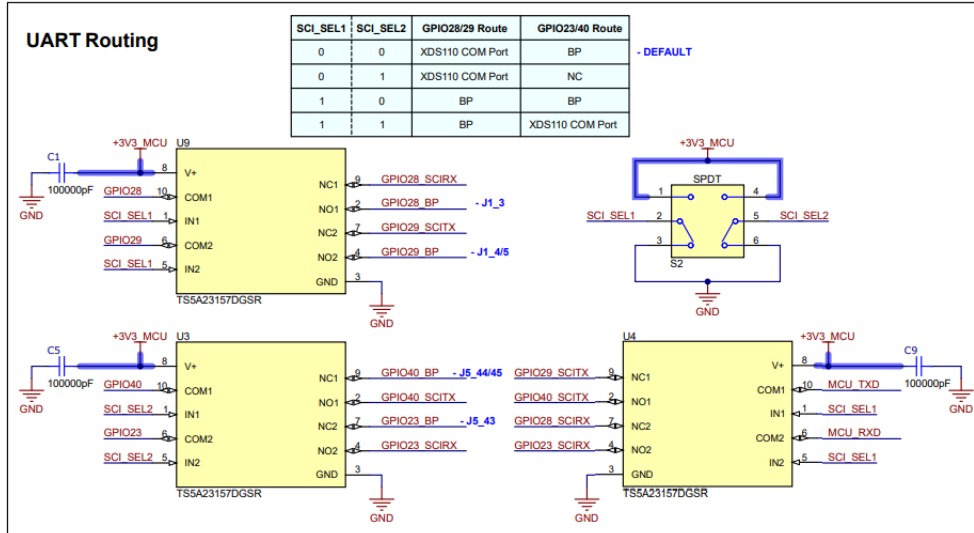 UART Routing
SCI_SEL1 SCI_SEL2 GPIO28/29 Route GPIO23/40 Route
0 0 XDS110 COM Port BP - DEFAULT
0 1 XDS110 COM Port NC
1 0 BP BP
1 1 BP XDS110 COM Port
+3V3_MCU
U9
C1
100000pF
GND
8 V+
GPIO28 10 COM1
SCI_SEL1 1 IN1
GPIO29 6 COM2
SCI_SEL1 5 IN2
NC1 9 GPIO28_SCIRX
NO1 2 GPIO28_BP - J1_3
NC2 7 GPIO29_SCITX
NO2 4 GPIO29_BP - J1_4/5
GND 3
GND
TS5A23157DGSR
+3V3_MCU
SPDT
1 4
SCI_SEL1 2 5 SCI_SEL2
3 6
S2
GND
+3V3_MCU
U3
C5
100000pF
GND
8 V+
GPIO40 10 COM1
SCI_SEL2 1 IN1
GPIO23 6 COM2
SCI_SEL2 5 IN2
NC1 9 GPIO40_BP - J5_44/45
NO1 2 GPIO40_SCITX
NC2 7 GPIO23_BP - J5_43
NO2 4 GPIO23_SCIRX
GND 3
GND
TS5A23157DGSR
U4
+3V3_MCU
C9
100000pF
GND
V+ 8
GPIO29_SCITX 9 NC1
GPIO40_SCITX 2 NO1
GPIO28_SCIRX 7 NC2
GPIO23_SCIRX 4 NO2
3 GND
GND
COM1 10 MCU_TXD
IN1 1 SCI_SEL1
COM2 6 MCU_RXD
IN2 5 SCI_SEL1
TS5A23157DGSR